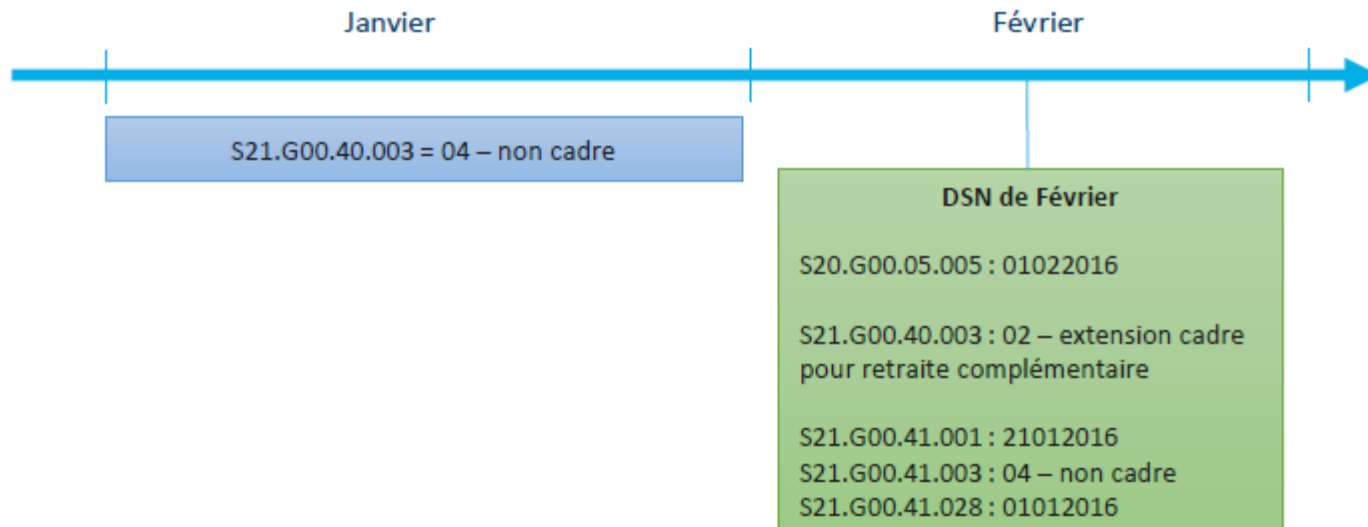 Janvier
Février
S21.G00.40.003 = 04 – non cadre
DSN de Février
S20.G00.05.005 : 01022016
S21.G00.40.003 : 02 – extension cadre
pour retraite complémentaire
S21.G00.41.001 : 21012016
S21.G00.41.003 : 04 – non cadre
S21.G00.41.028 : 01012016